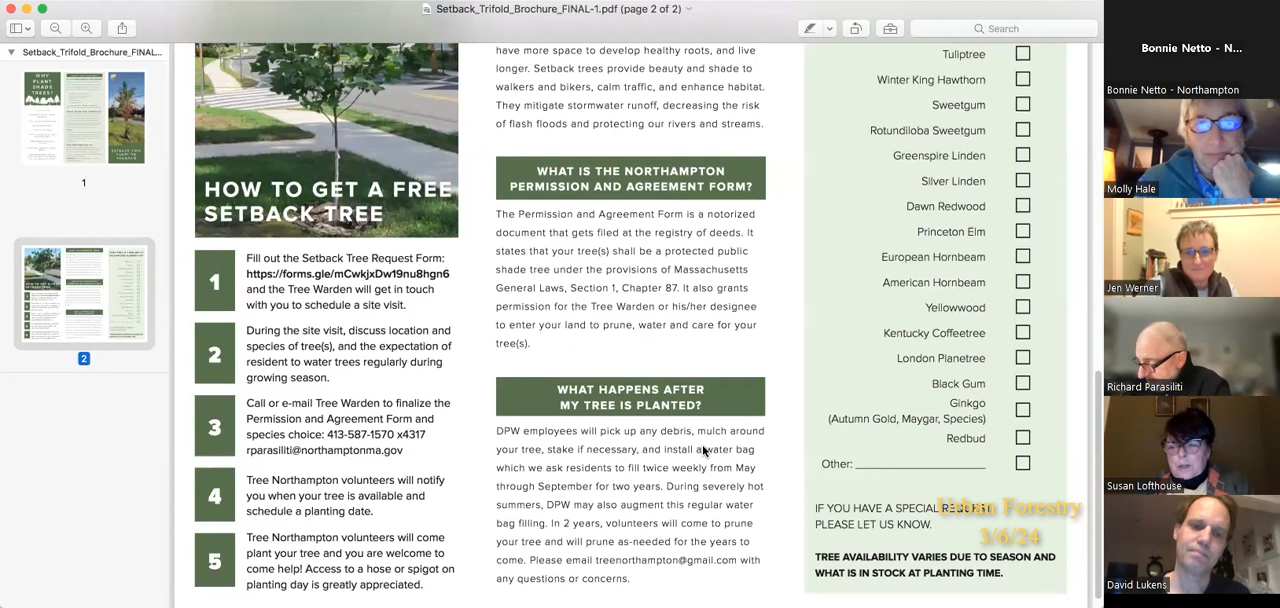 Setback_Trifold_Brochure_FINAL-1.pdf (page 2 of 2)
Search
Setback_Trifold_Brochure_FINAL...
WHY
PLANT
SHADE
TREES?
1
2
HOW TO GET A FREE
SETBACK TREE
1
Fill out the Setback Tree Request Form:
https://forms.gle/mCwkjxDw19nu8hgn6
and the Tree Warden will get in touch
with you to schedule a site visit.
2
During the site visit, discuss location and
species of tree(s), and the expectation of
resident to water trees regularly during
growing season.
3
Call or e-mail Tree Warden to finalize the
Permission and Agreement Form and
species choice: 413-587-1570 x4317
rparasiliti@northamptonma.gov
4
Tree Northampton volunteers will notify
you when your tree is available and
schedule a planting date.
5
Tree Northampton volunteers will come
plant your tree and you are welcome to
come help! Access to a hose or spigot on
planting day is greatly appreciated.
have more space to develop healthy roots, and live
longer. Setback trees provide beauty and shade to
walkers and bikers, calm traffic, and enhance habitat.
They mitigate stormwater runoff, decreasing the risk
of flash floods and protecting our rivers and streams.
WHAT IS THE NORTHAMPTON
PERMISSION AND AGREEMENT FORM?
The Permission and Agreement Form is a notorized
document that gets filed at the registry of deeds. It
states that your tree(s) shall be a protected public
shade tree under the provisions of Massachusetts
General Laws, Section 1, Chapter 87. It also grants
permission for the Tree Warden or his/her designed
to enter your land to prune, water and care for your
tree(s).
WHAT HAPPENS AFTER
MY TREE IS PLANTED?
DPW employees will pick up any debris, mulch around
your tree, stake if necessary, and install a water bag
which we ask residents to fill twice weekly from May
through September for two years. During severely hot
summers, DPW may also augment this regular water
bag filling. In 2 years, volunteers will come to prune
your tree and will prune as-needed for the years to
come. Please email treenorthampton@gmail.com with
any questions or concerns.
Tuliptree
Winter King Hawthorn
Sweetgum
Rotundiloba Sweetgum
Greenspire Linden
Silver Linden
Dawn Redwood
Princeton Elm
European Hornbeam
American Hornbeam
Yellowwood
Kentucky Coffeetree
London Planetree
Black Gum
Ginkgo
(Autumn Gold, Maygar, Species)
Redbud
Other:
IF YOU HAVE A SPECIAL REQUEST
PLEASE LET US KNOW.
TREE AVAILABILITY VARIES DUE TO SEASON AND
WHAT IS IN STOCK AT PLANTING TIME.
Urban Forestry
3/6/24
Bonnie Netto - N...
Bonnie Netto - Northampton
Molly Hale
Jen Werner
Richard Parasiliti
Susan Lofthouse
David Lukens